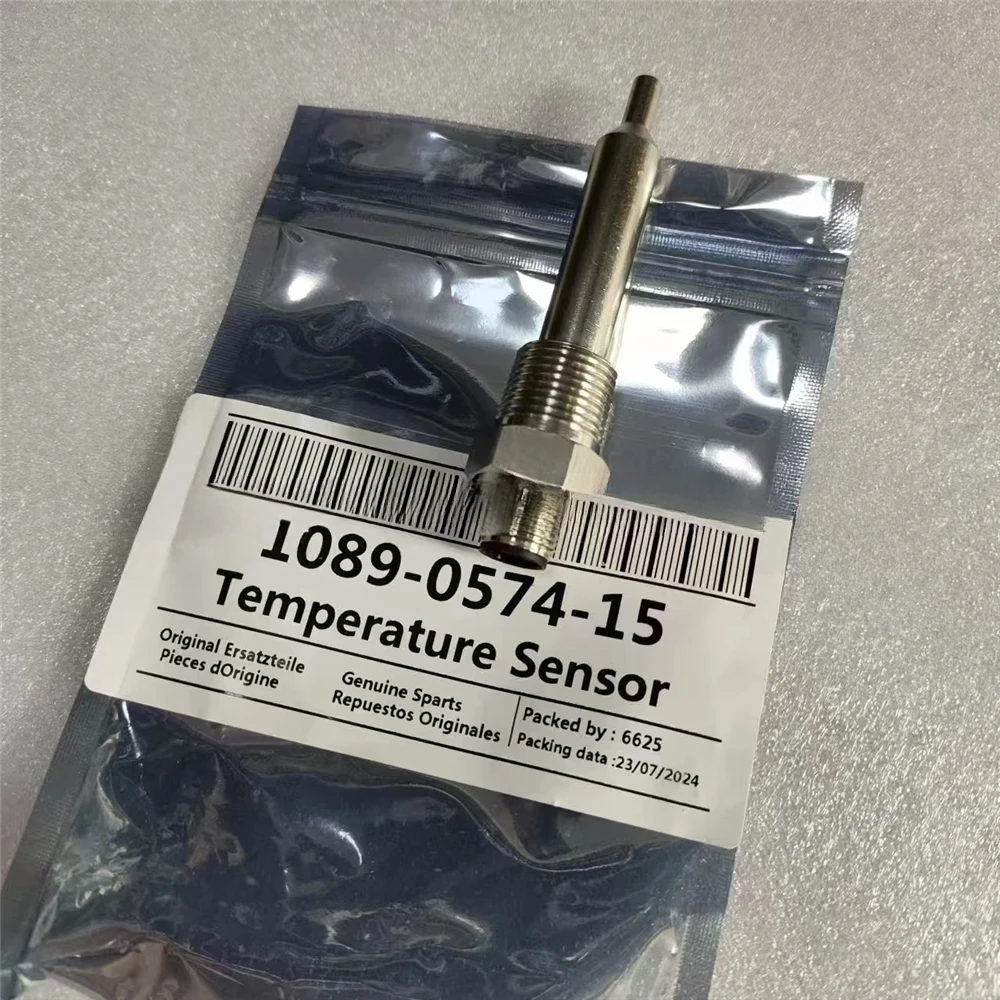 1089-0574-15
Temperature Sensor
Original Ersatzteile
Pieces dOrigine
Genuine Sparts
Repuestos Originales
Packed by : 6625
Packing data :23/07/2024